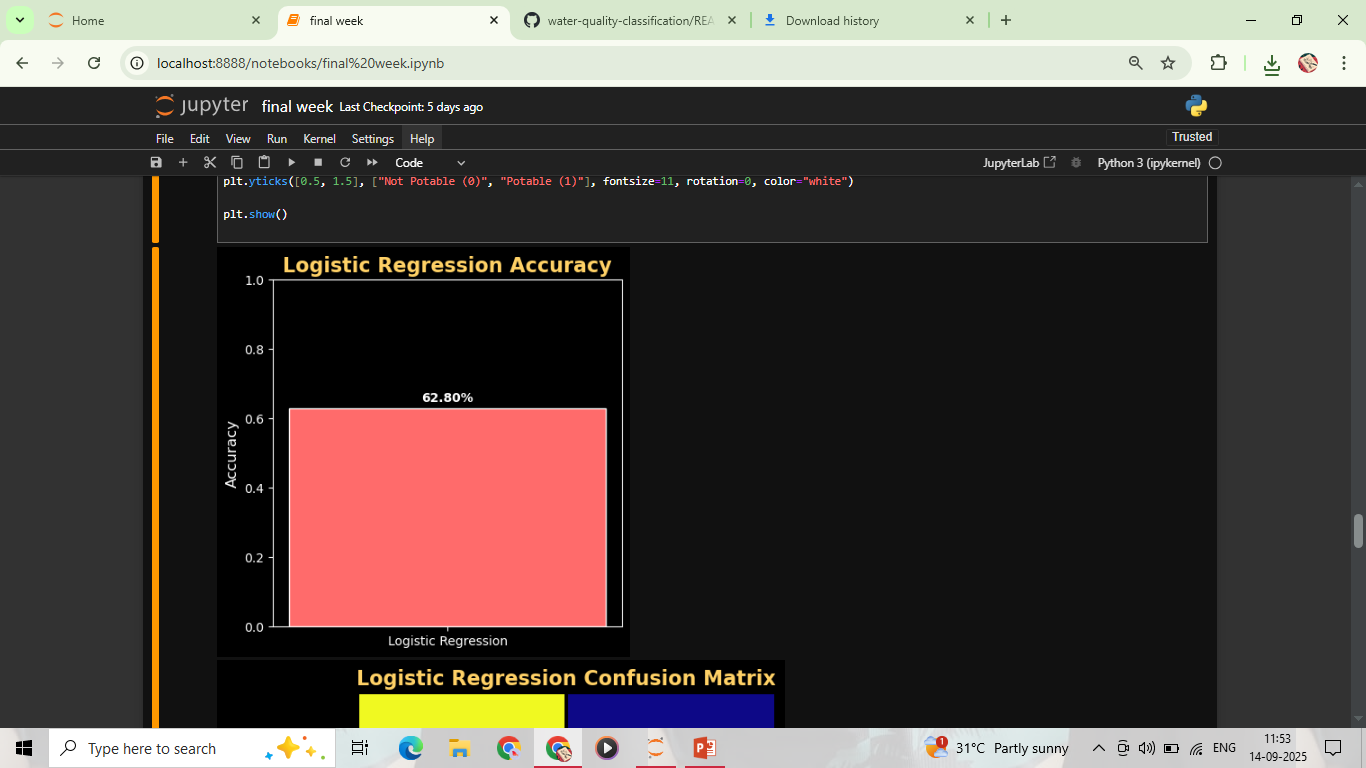 Home
final week
water-quality-classification/REA
Download history
localhost:8888/notebooks/final%20week.ipynb
jupyter final week Last Checkpoint: 5 days ago
File Edit View Run Kernel Settings Help
Trusted
Code
JupyterLab
Python 3 (ipykernel)
plt.yticks([0.5, 1.5], ["Not Potable (0)", "Potable (1)"], fontsize=11, rotation=0, color="white")
plt.show()
Logistic Regression Accuracy
1.0
0.8
62.80%
0.6
Accuracy
0.4
0.2
0.0
Logistic Regression
Logistic Regression Confusion Matrix
Type here to search
1
31°C Partly sunny
ENG
11:53
14-09-2025